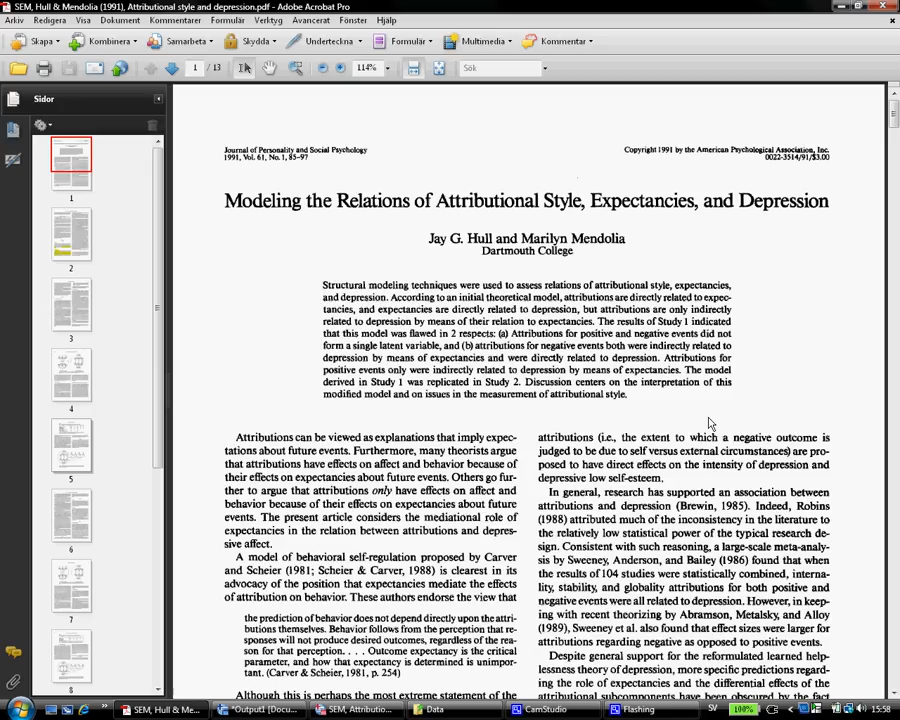 SEM, Hull & Mendolia (1991), Attributional style and depression.pdf - Adobe Acrobat Pro
Arkiv Redigera Visa Dokument Kommentarer Formulär Verktyg Avancerat Fönster Hjälp
Skapa Kombinera Samarbeta Skydda Underteckna Formulär Multimedia Kommentar
1 / 13 114% Sök
Sidor
1
2
3
4
5
6
7
8
Journal of Personality and Social Psychology
1991, Vol. 61, No. 1, 85-97
Copyright 1991 by the American Psychological Association, Inc.
0022-3514/91/$3.00
Modeling the Relations of Attributional Style, Expectancies, and Depression
Jay G. Hull and Marilyn Mendolia
Dartmouth College
Structural modeling techniques were used to assess relations of attributional style, expectancies,
and depression. According to an initial theoretical model, attributions are directly related to expec-
tancies, and expectancies are directly related to depression, but attributions are only indirectly
related to depression by means of their relation to expectancies. The results of Study 1 indicated
that this model was flawed in 2 respects: (a) Attributions for positive and negative events did not
form a single latent variable, and (b) attributions for negative events both were indirectly related to
depression by means of expectancies and were directly related to depression. Attributions for
positive events only were indirectly related to depression by means of expectancies. The model
derived in Study 1 was replicated in Study 2. Discussion centers on the interpretation of this
modified model and on issues in the measurement of attributional style.
Attributions can be viewed as explanations that imply expec-
tations about future events. Furthermore, many theorists argue
that attributions have effects on affect and behavior because of
their effects on expectancies about future events. Others go fur-
ther to argue that attributions only have effects on affect and
behavior because of their effects on expectancies about future
events. The present article considers the mediational role of
expectancies in the relation between attributions and depres-
sive affect.
A model of behavioral self-regulation proposed by Carver
and Scheier (1981; Scheier & Carver, 1988) is clearest in its
advocacy of the position that expectancies mediate the effects
of attribution on behavior. These authors endorse the view that
the prediction of behavior does not depend directly upon the attri-
butions themselves. Behavior follows from the perception that re-
sponses will not produce desired outcomes, regardless of the rea-
son for that perception. . . . Outcome expectancy is the critical
parameter, and how that expectancy is determined is unimpor-
tant. (Carver & Scheier, 1981, p. 254)
Although this is perhaps the most extreme statement of the
attributions (i.e., the extent to which a negative outcome is
judged to be due to self versus external circumstances) are pro-
posed to have direct effects on the intensity of depression and
depressive low self-esteem.
In general, research has supported an association between
attributions and depression (Brewin, 1985). Indeed, Robins
(1988) attributed much of the inconsistency in the literature to
the relatively low statistical power of the typical research de-
sign. Consistent with such reasoning, a large-scale meta-analy-
sis by Sweeney, Anderson, and Bailey (1986) found that when
the results of 104 studies were statistically combined, interna-
lity, stability, and globality attributions for both positive and
negative events were all related to depression. However, in keep-
ing with recent theorizing by Abramson, Metalsky, and Alloy
(1989), Sweeney et al. also found that effect sizes were larger for
attributions regarding negative as opposed to positive events.
Despite general support for the reformulated learned help-
lessness theory of depression, more specific predictions regard-
ing the role of expectancies and the differential effects of the
attributional subcomponents have been obscured by the fact
SEM, Hull & Me... *Output1 [Docu... SEM, Attributio... Data CamStudio Flashing SV 100% 15:58